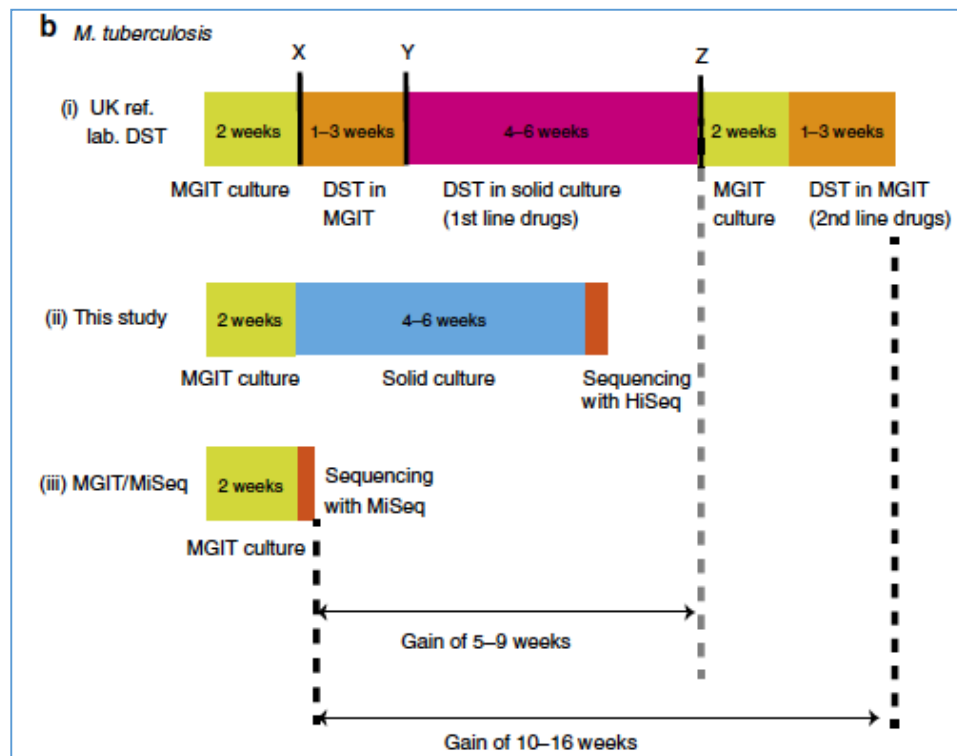 b M. tuberculosis
X
Y
Z
(i) UK ref.
lab. DST
2 weeks
1–3 weeks
4–6 weeks
2 weeks
1–3 weeks
MGIT culture
DST in
MGIT
DST in solid culture
(1st line drugs)
MGIT
culture
DST in MGIT
(2nd line drugs)
(ii) This study
2 weeks
4–6 weeks
MGIT culture
Solid culture
Sequencing
with HiSeq
(iii) MGIT/MiSeq
2 weeks
Sequencing
with MiSeq
MGIT culture
Gain of 5–9 weeks
Gain of 10–16 weeks